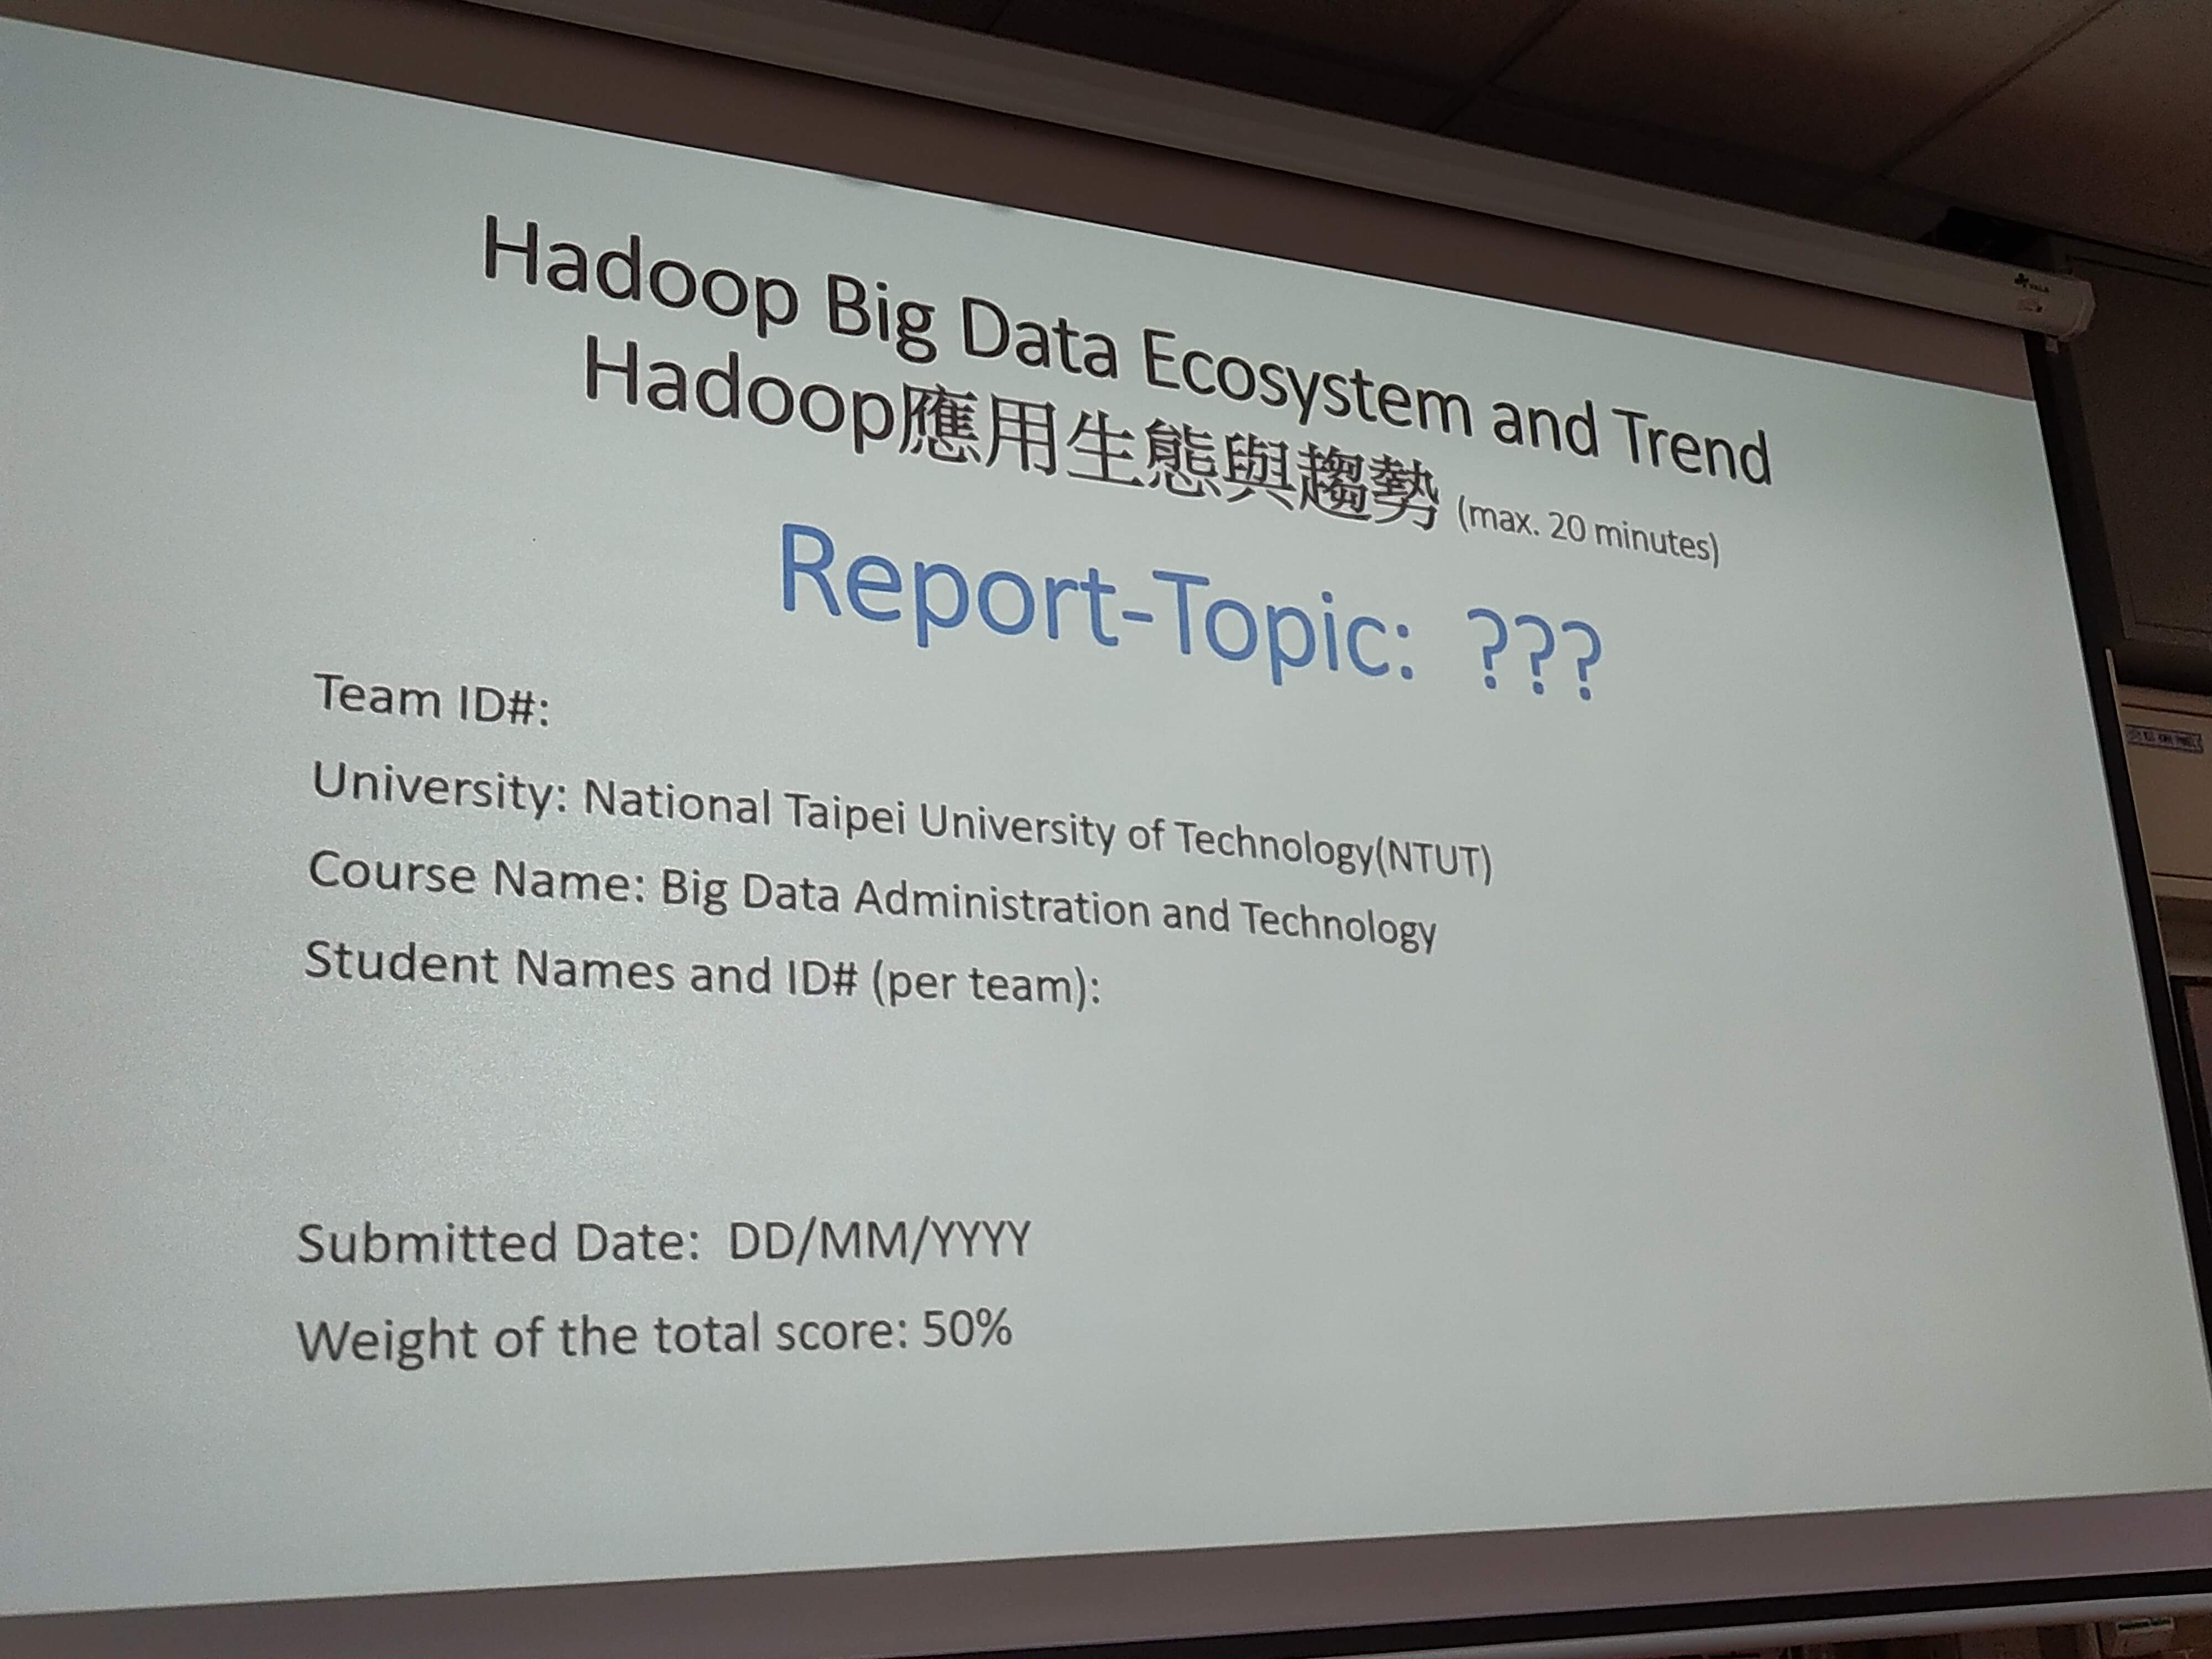 Hadoop Big Data Ecosystem and Trend
Hadoop應用生態與趨勢 (max. 20 minutes)
Report-Topic: ???
Team ID#:
University: National Taipei University of Technology(NTUT)
Course Name: Big Data Administration and Technology
Student Names and ID# (per team):
Submitted Date: DD/MM/YYYY
Weight of the total score: 50%